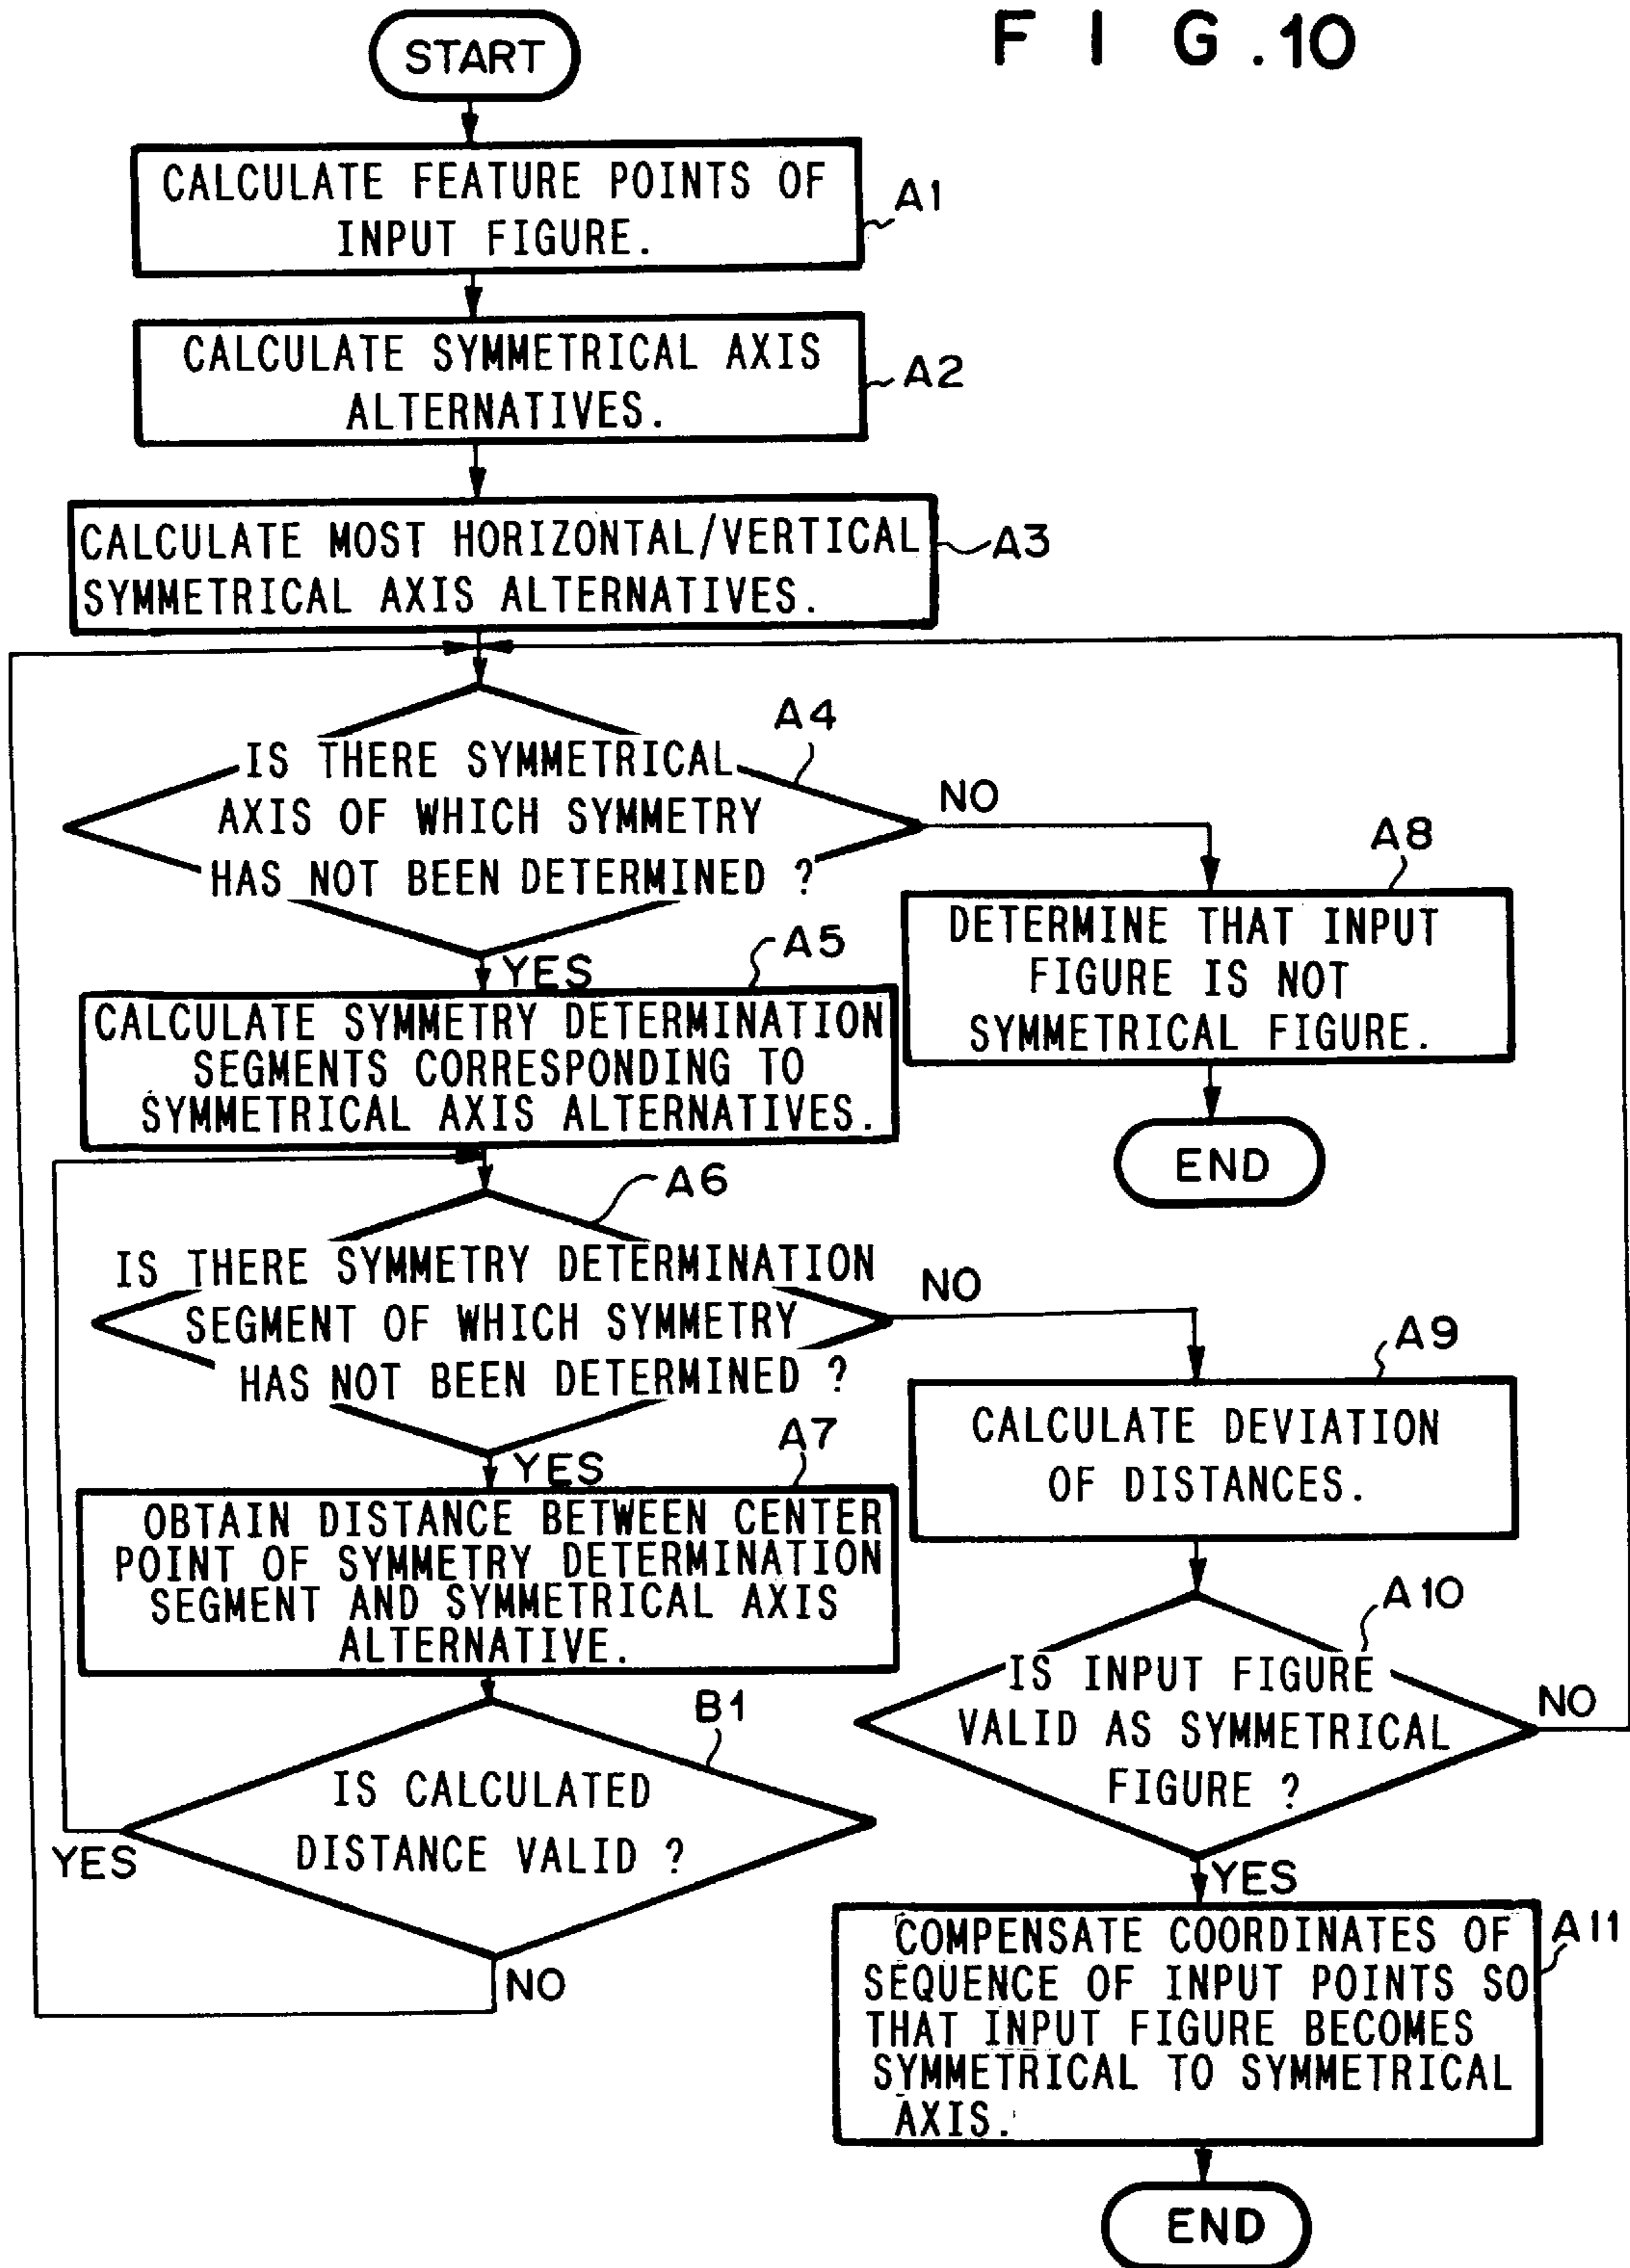 F I G.10
START
CALCULATE FEATURE POINTS OF
INPUT FIGURE.
A1
CALCULATE SYMMETRICAL AXIS
ALTERNATIVES.
A2
CALCULATE MOST HORIZONTAL/VERTICAL
SYMMETRICAL AXIS ALTERNATIVES.
A3
A4
IS THERE SYMMETRICAL
AXIS OF WHICH SYMMETRY
HAS NOT BEEN DETERMINED ?
NO
YES
A8
DETERMINE THAT INPUT
FIGURE IS NOT
SYMMETRICAL FIGURE.
END
A5
CALCULATE SYMMETRY DETERMINATION
SEGMENTS CORRESPONDING TO
SYMMETRICAL AXIS ALTERNATIVES.
A6
IS THERE SYMMETRY DETERMINATION
SEGMENT OF WHICH SYMMETRY
HAS NOT BEEN DETERMINED ?
NO
YES
A7
OBTAIN DISTANCE BETWEEN CENTER
POINT OF SYMMETRY DETERMINATION
SEGMENT AND SYMMETRICAL AXIS
ALTERNATIVE.
B1
IS CALCULATED
DISTANCE VALID ?
YES
NO
A9
CALCULATE DEVIATION
OF DISTANCES.
A10
IS INPUT FIGURE
VALID AS SYMMETRICAL
FIGURE ?
NO
YES
A11
COMPENSATE COORDINATES OF
SEQUENCE OF INPUT POINTS SO
THAT INPUT FIGURE BECOMES
SYMMETRICAL TO SYMMETRICAL
AXIS.
END